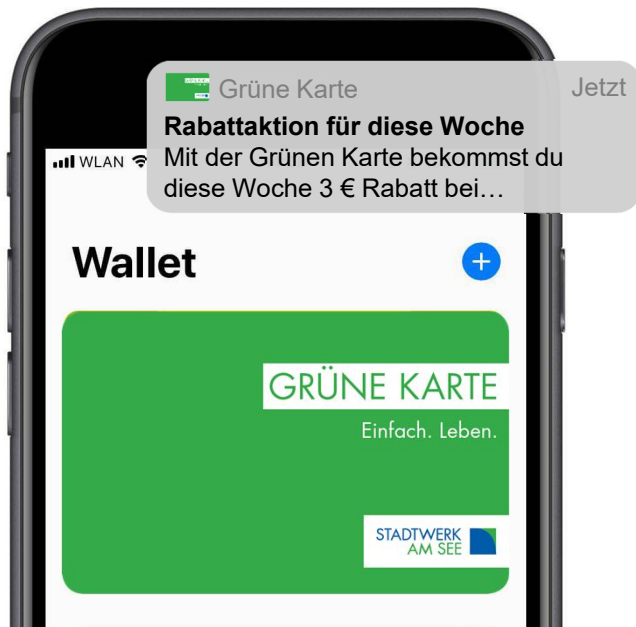 Grüne Karte
Jetzt
Rabattaktion für diese Woche
Mit der Grünen Karte bekommst du
diese Woche 3 € Rabatt bei…
WLAN
Wallet
GRÜNE KARTE
Einfach. Leben.
STADTWERK
AM SEE